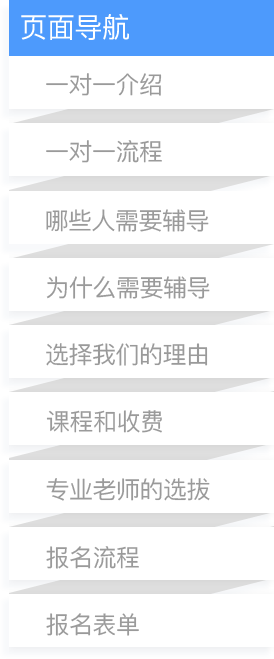 页面导航
一对一介绍
一对一流程
哪些人需要辅导
为什么需要辅导
选择我们的理由
课程和收费
专业老师的选拔
报名流程
报名表单